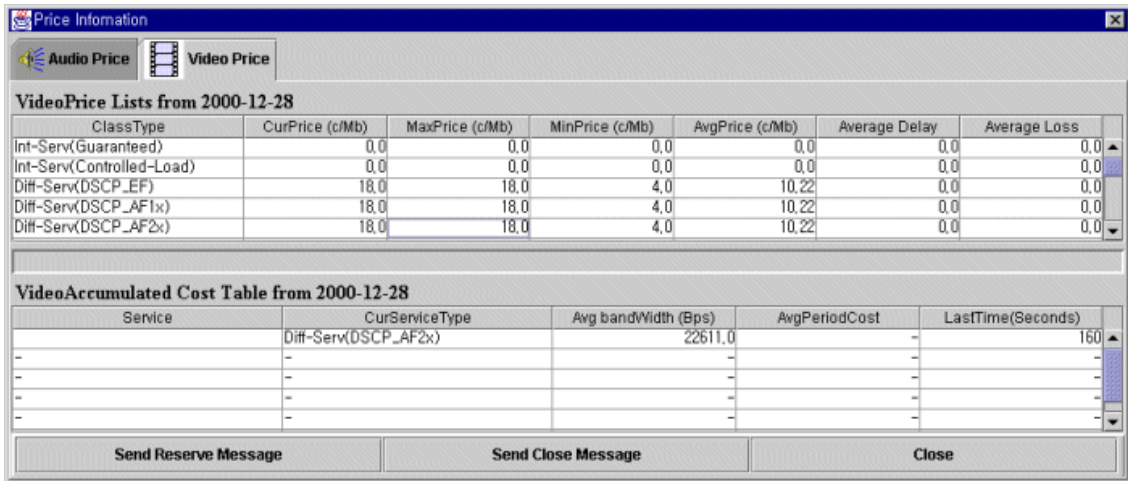 Price Infomation
Audio Price Video Price
VideoPrice Lists from 2000-12-28
ClassType CurPrice (c/Mb) MaxPrice (c/Mb) MinPrice (c/Mb) AvgPrice (c/Mb) Average Delay Average Loss
Int-Serv(Guaranteed) 0,0 0,0 0,0 0,0 0,0 0,0
Int-Serv(Controlled-Load) 0,0 0,0 0,0 0,0 0,0 0,0
Diff-Serv(DSCP_EF) 18,0 18,0 4,0 10,22 0,0 0,0
Diff-Serv(DSCP_AF1x) 18,0 18,0 4,0 10,22 0,0 0,0
Diff-Serv(DSCP_AF2x) 18,0 18,0 4,0 10,22 0,0 0,0
VideoAccumulated Cost Table from 2000-12-28
Service CurServiceType Avg bandWidth (Bps) AvgPeriodCost LastTime(Seconds)
Diff-Serv(DSCP_AF2x) 22611,0 - 160
- - - - -
- - - - -
- - - - -
- - - - -
Send Reserve Message Send Close Message Close